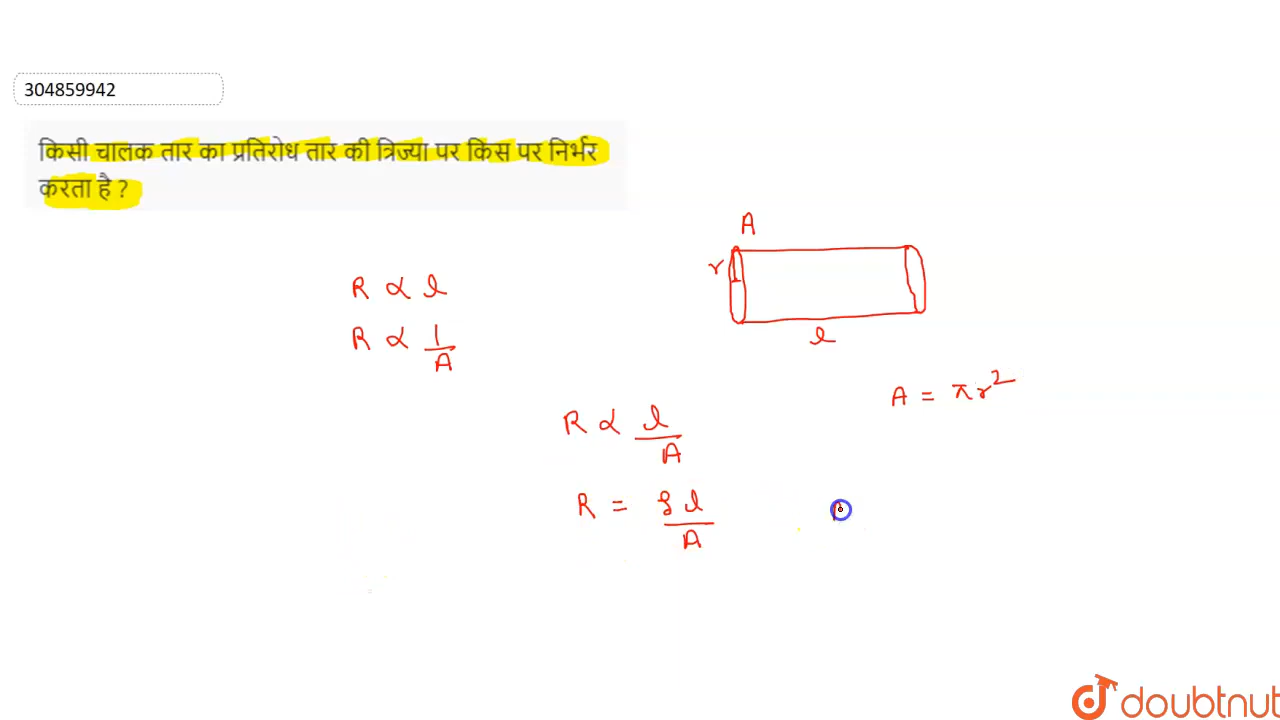 304859942
किसी चालक तार का प्रतिरोध तार की त्रिज्या पर किस पर निर्भर
करता है ?
A
r
l
R ∝ l
R ∝ 1/A
A = πr²
R ∝ l/A
R = ρl/A
doubtnut